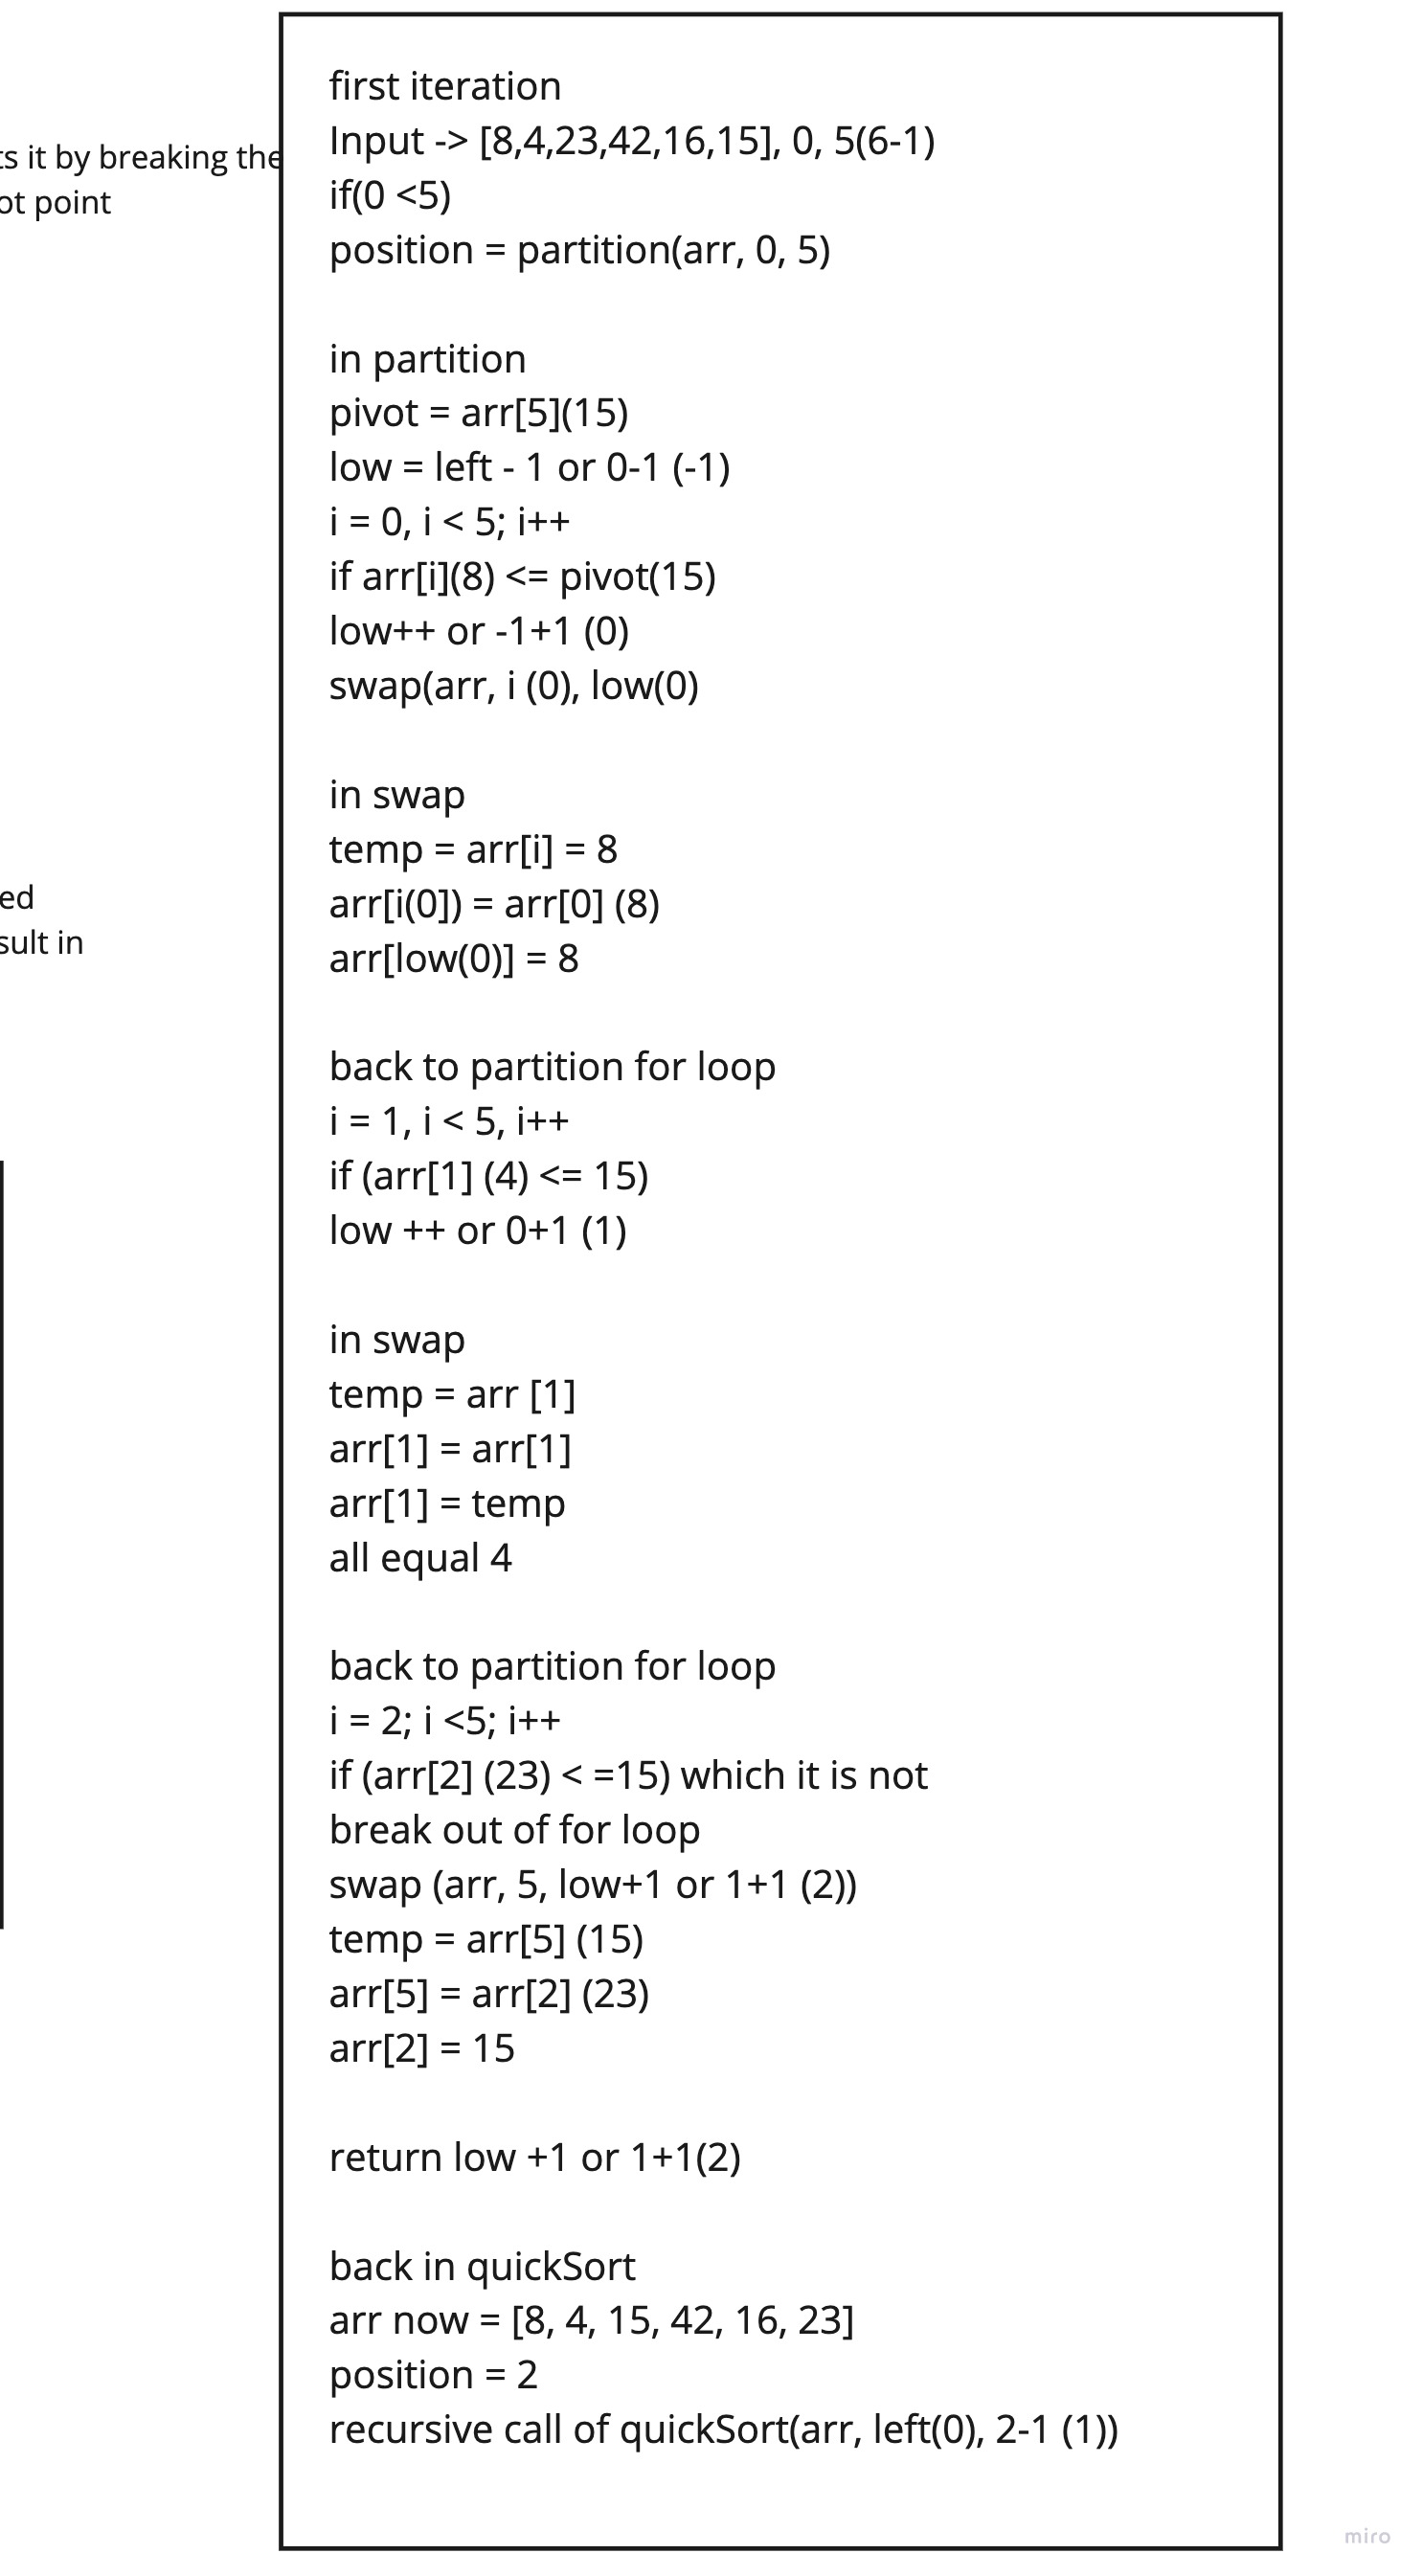 ts it by breaking the
ot point
ed
sult in
first iteration
Input -> [8,4,23,42,16,15], 0, 5(6-1)
if(0 <5)
position = partition(arr, 0, 5)
in partition
pivot = arr[5](15)
low = left - 1 or 0-1 (-1)
i = 0, i < 5; i++
if arr[i](8) <= pivot(15)
low++ or -1+1 (0)
swap(arr, i (0), low(0)
in swap
temp = arr[i] = 8
arr[i(0]) = arr[0] (8)
arr[low(0)] = 8
back to partition for loop
i = 1, i < 5, i++
if (arr[1] (4) <= 15)
low ++ or 0+1 (1)
in swap
temp = arr [1]
arr[1] = arr[1]
arr[1] = temp
all equal 4
back to partition for loop
i = 2; i <5; i++
if (arr[2] (23) < =15) which it is not
break out of for loop
swap (arr, 5, low+1 or 1+1 (2))
temp = arr[5] (15)
arr[5] = arr[2] (23)
arr[2] = 15
return low +1 or 1+1(2)
back in quickSort
arr now = [8, 4, 15, 42, 16, 23]
position = 2
recursive call of quickSort(arr, left(0), 2-1 (1))
miro